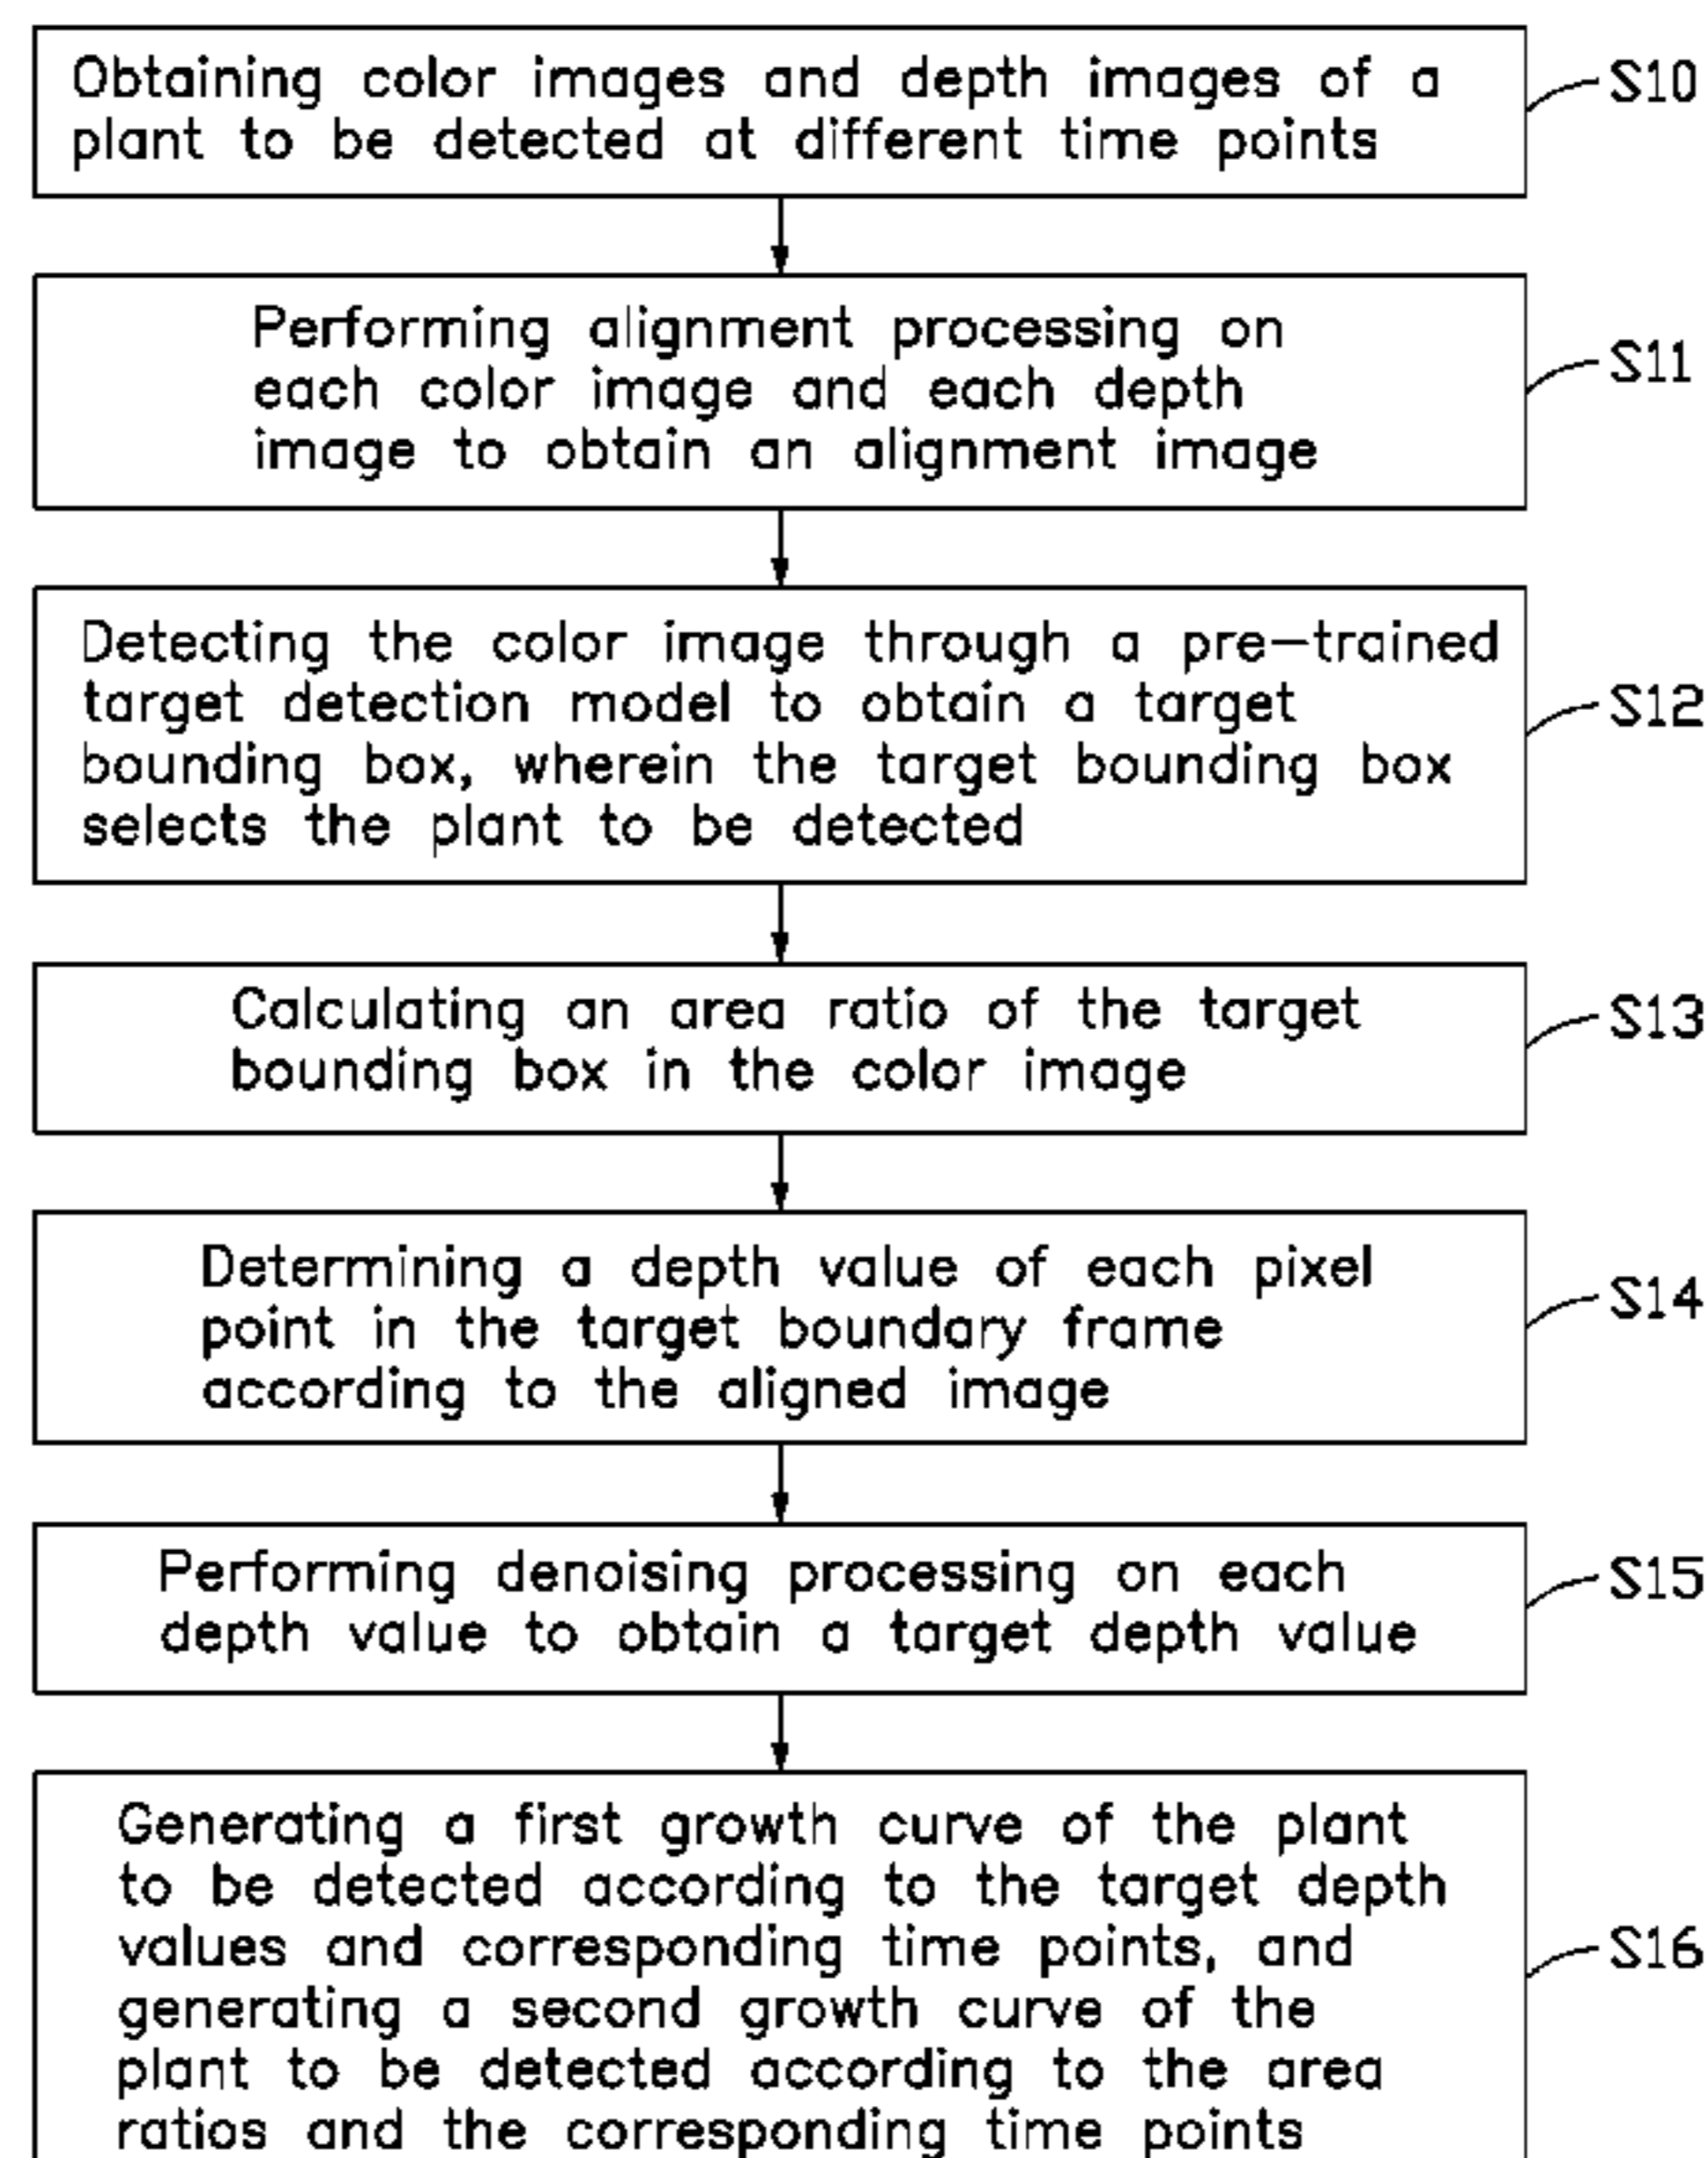 Obtaining color images and depth images of a
plant to be detected at different time points
S10
Performing alignment processing on
each color image and each depth
image to obtain an alignment image
S11
Detecting the color image through a pre-trained
target detection model to obtain a target
bounding box, wherein the target bounding box
selects the plant to be detected
S12
Calculating an area ratio of the target
bounding box in the color image
S13
Determining a depth value of each pixel
point in the target boundary frame
according to the aligned image
S14
Performing denoising processing on each
depth value to obtain a target depth value
S15
Generating a first growth curve of the plant
to be detected according to the target depth
values and corresponding time points, and
generating a second growth curve of the
plant to be detected according to the area
ratios and the corresponding time points
S16